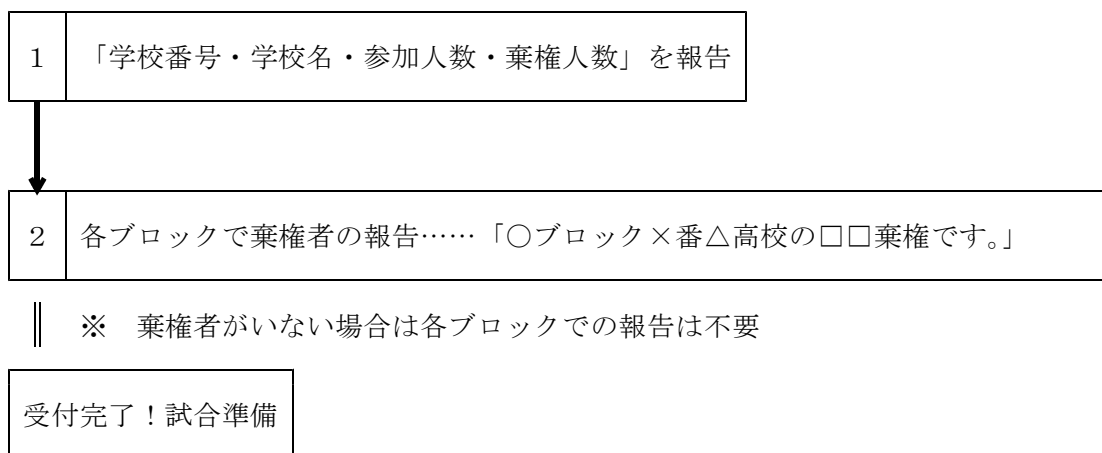 1 「学校番号・学校名・参加人数・棄権人数」を報告
2 各ブロックで棄権者の報告……「○ブロック×番△高校の□□棄権です。」
※ 棄権者がいない場合は各ブロックでの報告は不要
受付完了！試合準備